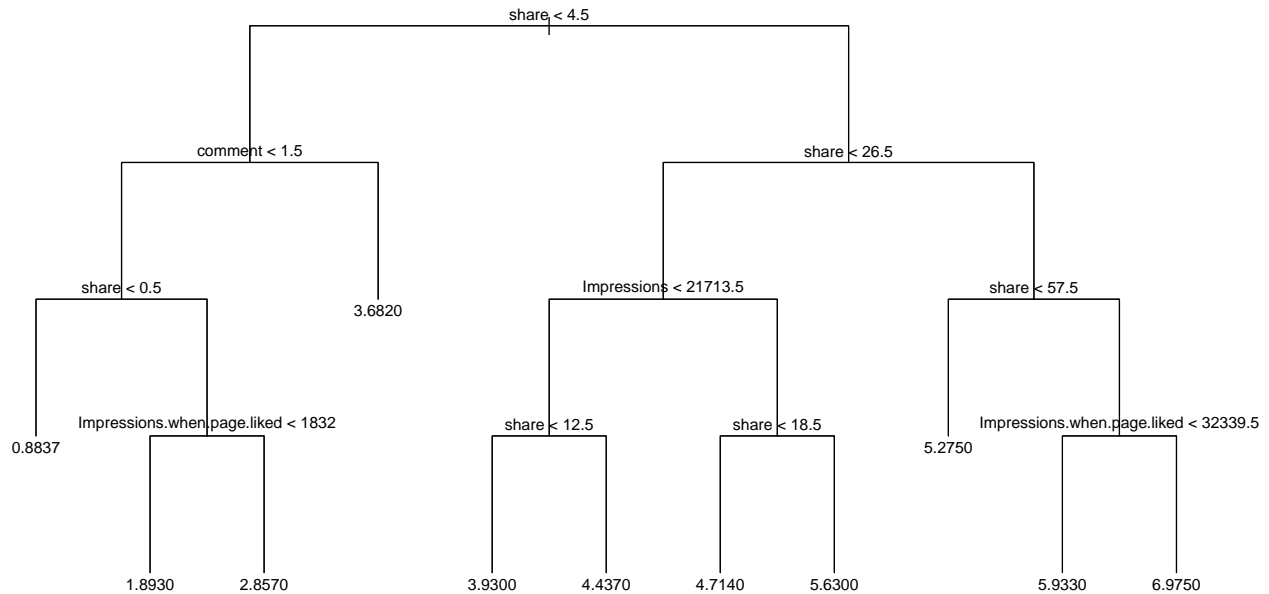 share < 4.5
comment < 1.5
share < 26.5
share < 0.5
3.6820
Impressions < 21713.5
share < 57.5
0.8837
Impressions.when.page.liked < 1832
share < 12.5
share < 18.5
5.2750
Impressions.when.page.liked < 32339.5
1.8930
2.8570
3.9300
4.4370
4.7140
5.6300
5.9330
6.9750